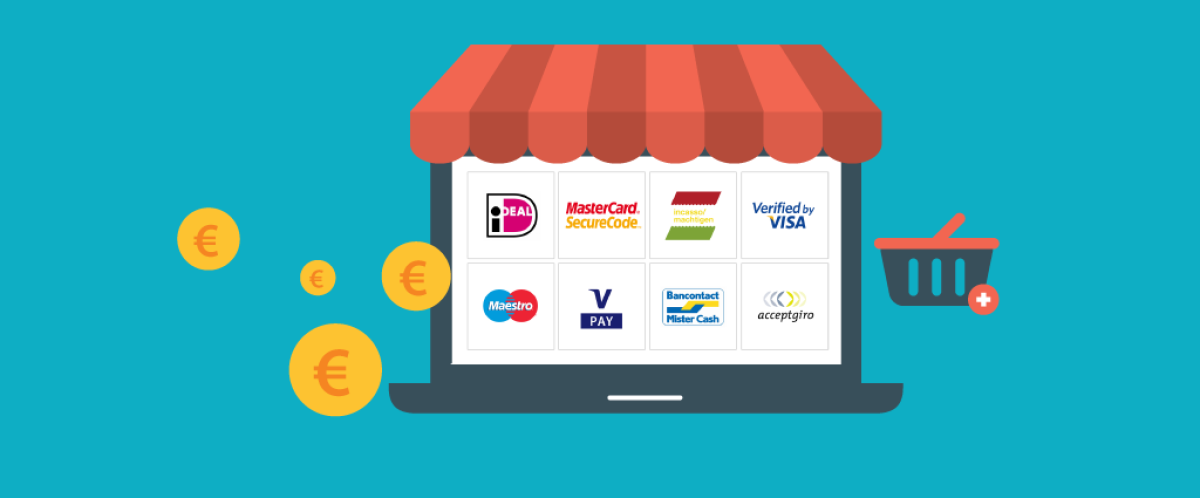 iDEAL
MasterCard.
SecureCode.
incasso/
machtigen
Verified by
VISA
Maestro
V
PAY
Bancontact
Mister Cash
acceptgiro
€
€
€
€